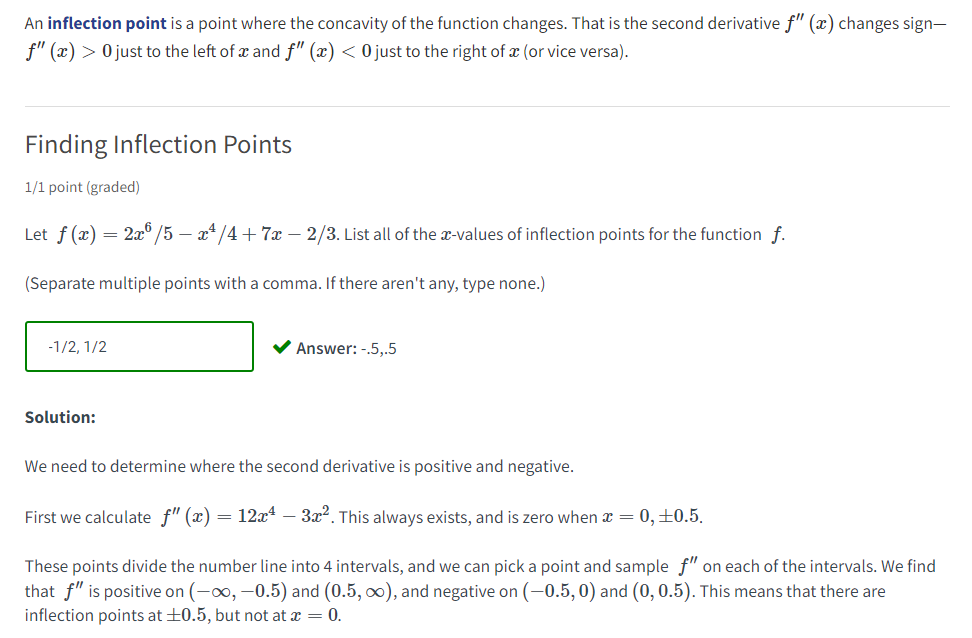 An inflection point is a point where the concavity of the function changes. That is the second derivative f″ (x) changes sign—
f″ (x) > 0 just to the left of x and f″ (x) < 0 just to the right of x (or vice versa).
Finding Inflection Points
1/1 point (graded)
Let f (x) = 2x⁶/5 − x⁴/4 + 7x − 2/3. List all of the x-values of inflection points for the function f.
(Separate multiple points with a comma. If there aren't any, type none.)
-1/2, 1/2
✔ Answer: -.5,.5
Solution:
We need to determine where the second derivative is positive and negative.
First we calculate f″ (x) = 12x⁴ − 3x². This always exists, and is zero when x = 0, ±0.5.
These points divide the number line into 4 intervals, and we can pick a point and sample f″ on each of the intervals. We find
that f″ is positive on (−∞, −0.5) and (0.5, ∞), and negative on (−0.5, 0) and (0, 0.5). This means that there are
inflection points at ±0.5, but not at x = 0.